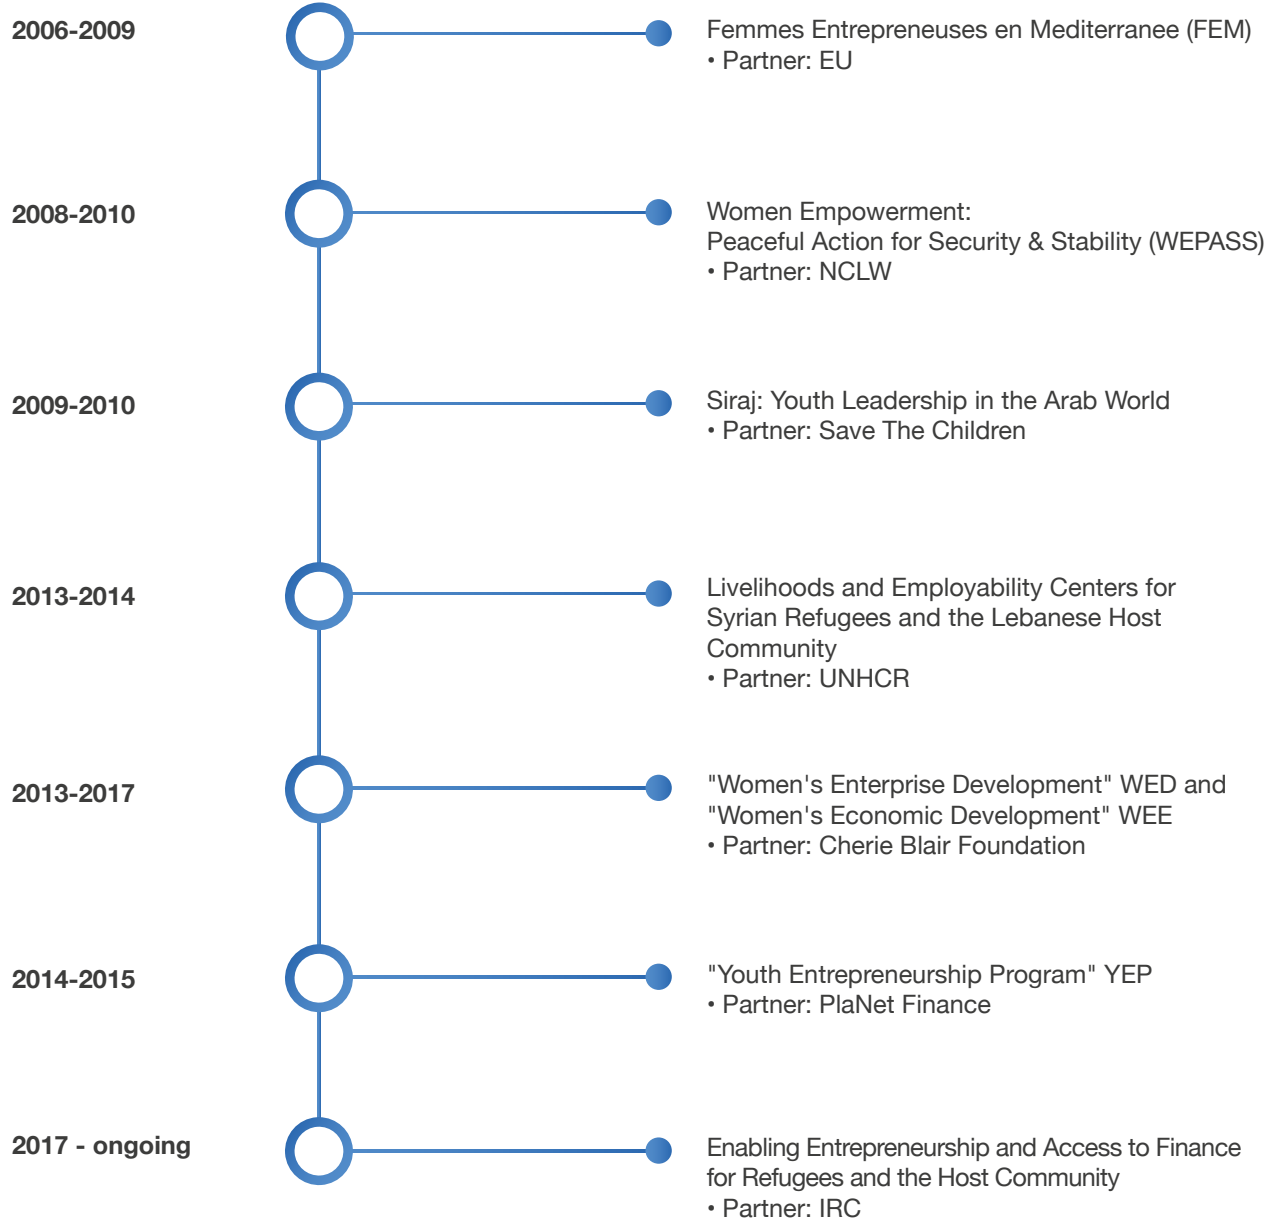 2006-2009
Femmes Entrepreneuses en Mediterranee (FEM)
• Partner: EU
2008-2010
Women Empowerment:
Peaceful Action for Security & Stability (WEPASS)
• Partner: NCLW
2009-2010
Siraj: Youth Leadership in the Arab World
• Partner: Save The Children
2013-2014
Livelihoods and Employability Centers for
Syrian Refugees and the Lebanese Host
Community
• Partner: UNHCR
2013-2017
"Women's Enterprise Development" WED and
"Women's Economic Development" WEE
• Partner: Cherie Blair Foundation
2014-2015
"Youth Entrepreneurship Program" YEP
• Partner: PlaNet Finance
2017 - ongoing
Enabling Entrepreneurship and Access to Finance
for Refugees and the Host Community
• Partner: IRC